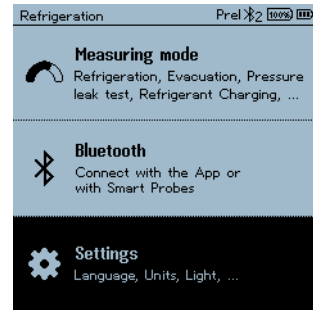 Refrigeration Prel 2 100%
Measuring mode
Refrigeration, Evacuation, Pressure
leak test, Refrigerant Charging, ...
Bluetooth
Connect with the App or
with Smart Probes
Settings
Language, Units, Light, ...